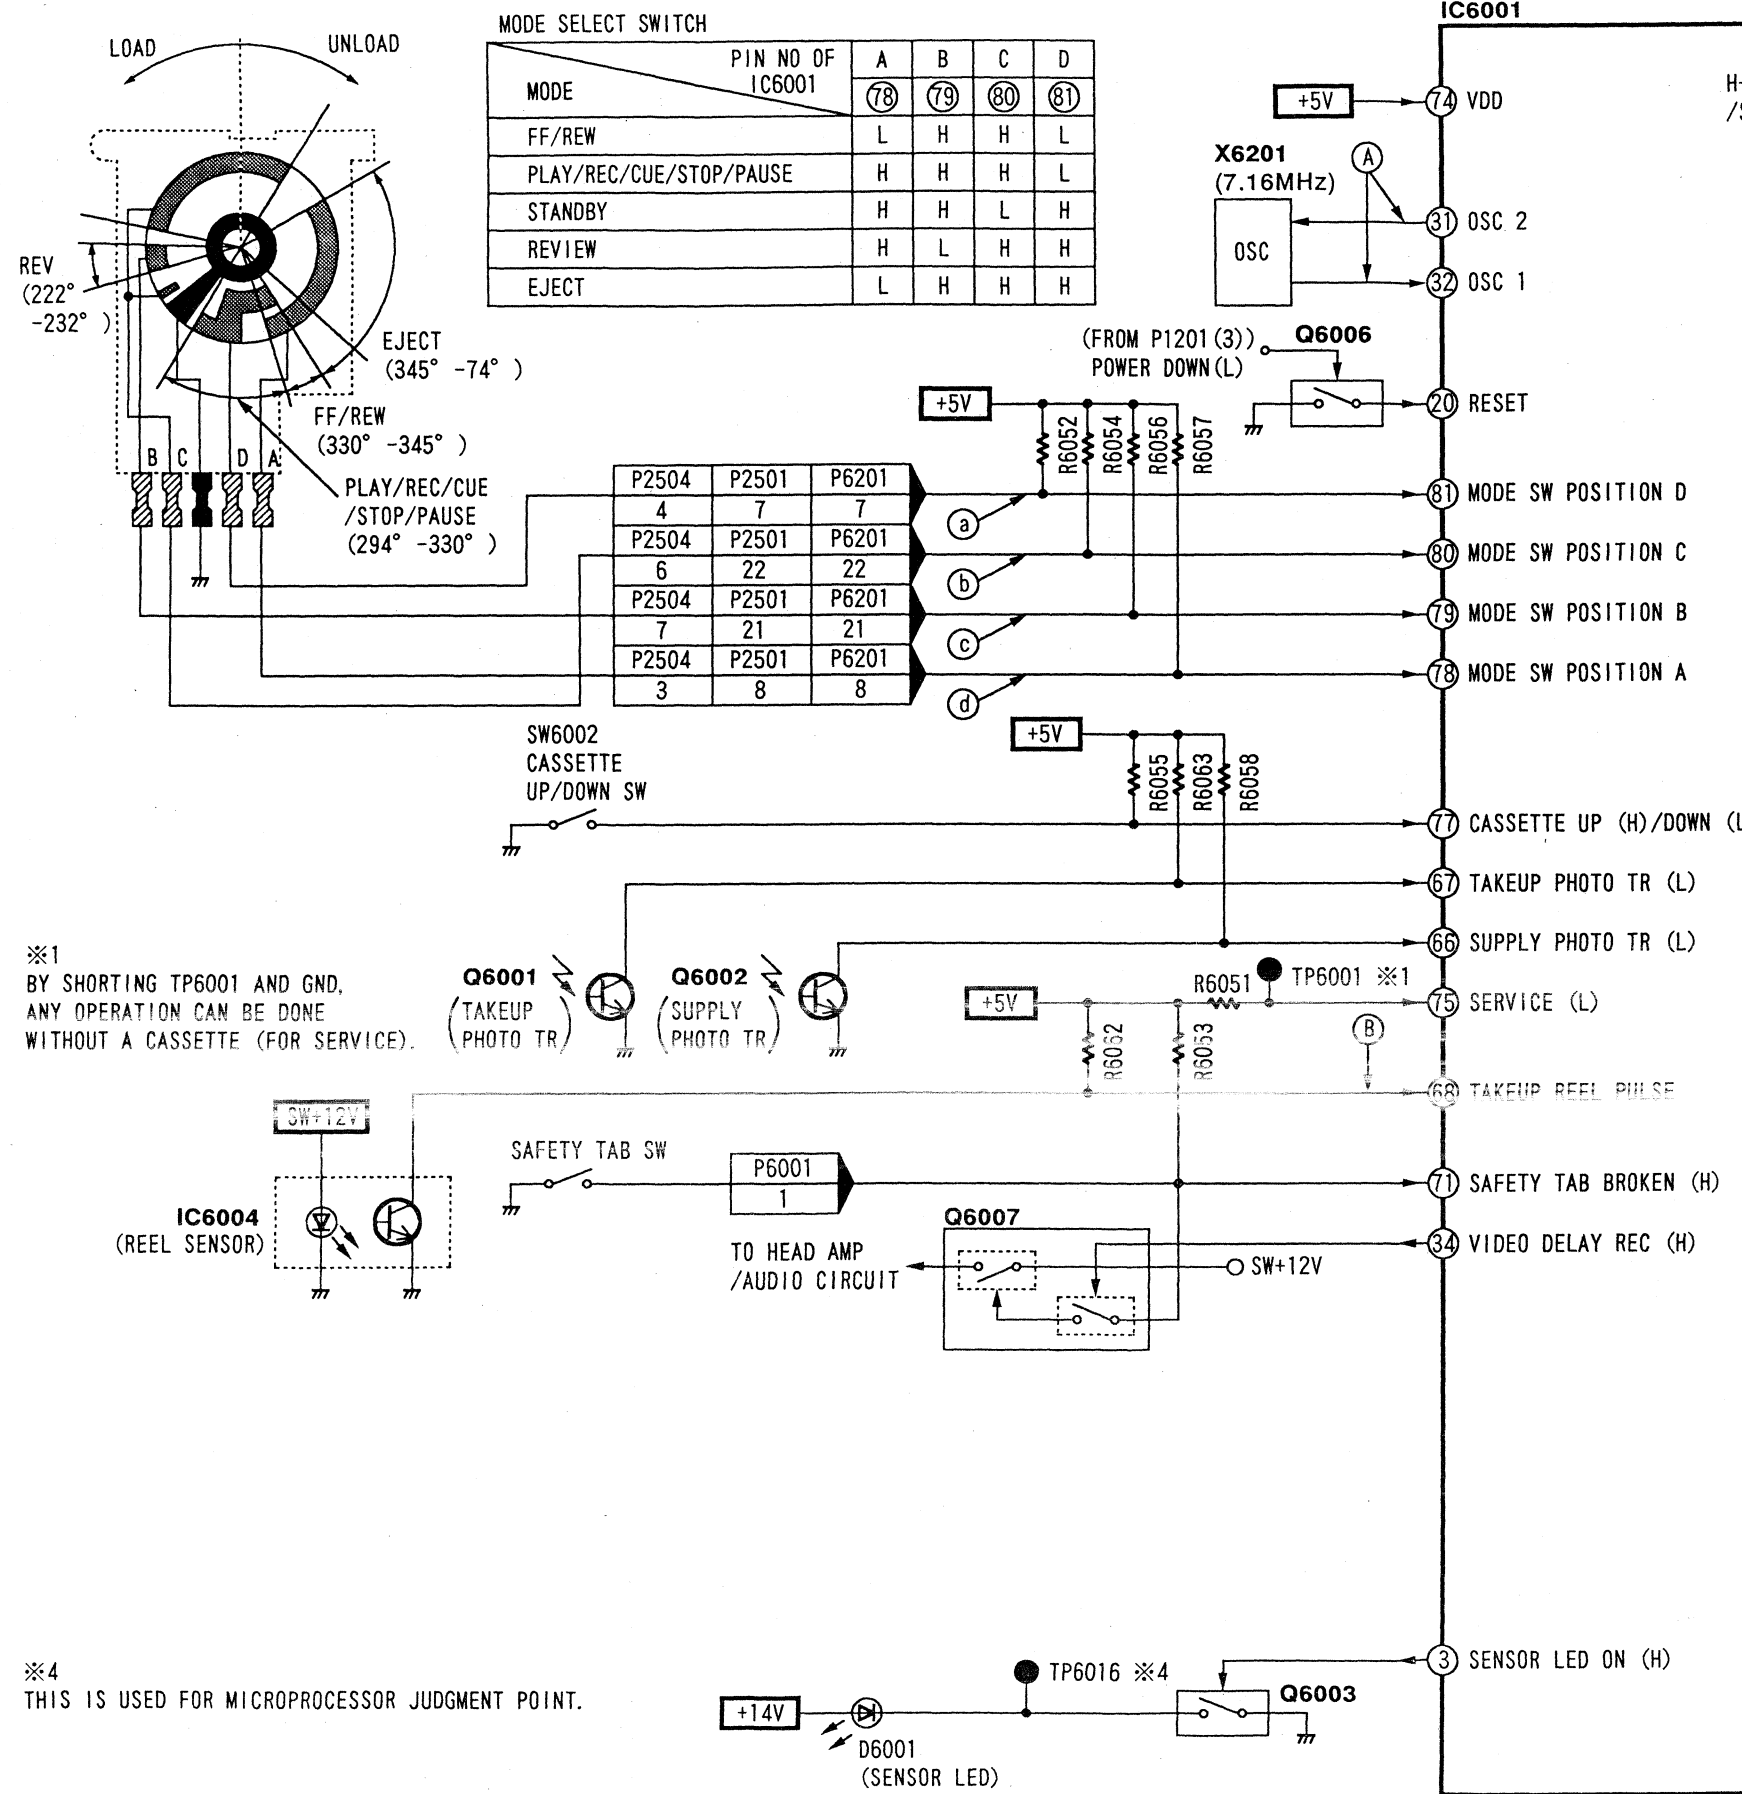 LOAD
UNLOAD
REV
(222°
-232° )
EJECT
(345° -74° )
FF/REW
(330° -345° )
PLAY/REC/CUE
/STOP/PAUSE
(294° -330° )
B C D A
MODE SELECT SWITCH
PIN NO OF IC6001 A B C D
MODE 78 79 80 81
FF/REW L H H L
PLAY/REC/CUE/STOP/PAUSE H H H L
STANDBY H H L H
REVIEW H L H H
EJECT L H H H
IC6001
H-
+5V
74 VDD
X6201
(7.16MHz)
A
OSC
31 OSC 2
32 OSC 1
(FROM P1201(3))
POWER DOWN(L)
Q6006
20 RESET
+5V
R6052
R6054
R6056
R6057
P2504 P2501 P6201
4 7 7
a
81 MODE SW POSITION D
P2504 P2501 P6201
6 22 22
b
80 MODE SW POSITION C
P2504 P2501 P6201
7 21 21
c
79 MODE SW POSITION B
P2504 P2501 P6201
3 8 8
d
78 MODE SW POSITION A
+5V
R6055
R6063
R6058
SW6002
CASSETTE
UP/DOWN SW
77 CASSETTE UP (H)/DOWN (L
67 TAKEUP PHOTO TR (L)
66 SUPPLY PHOTO TR (L)
※1
BY SHORTING TP6001 AND GND,
ANY OPERATION CAN BE DONE
WITHOUT A CASSETTE (FOR SERVICE).
Q6001
(TAKEUP
PHOTO TR)
Q6002
(SUPPLY
PHOTO TR)
+5V
R6051
TP6001 ※1
75 SERVICE (L)
R6062
R6053
B
68 TAKEUP REEL PULSE
SW+12V
IC6004
(REEL SENSOR)
SAFETY TAB SW
P6001
1
71 SAFETY TAB BROKEN (H)
Q6007
TO HEAD AMP
/AUDIO CIRCUIT
SW+12V
34 VIDEO DELAY REC (H)
※4
THIS IS USED FOR MICROPROCESSOR JUDGMENT POINT.
3 SENSOR LED ON (H)
TP6016 ※4
Q6003
+14V
D6001
(SENSOR LED)